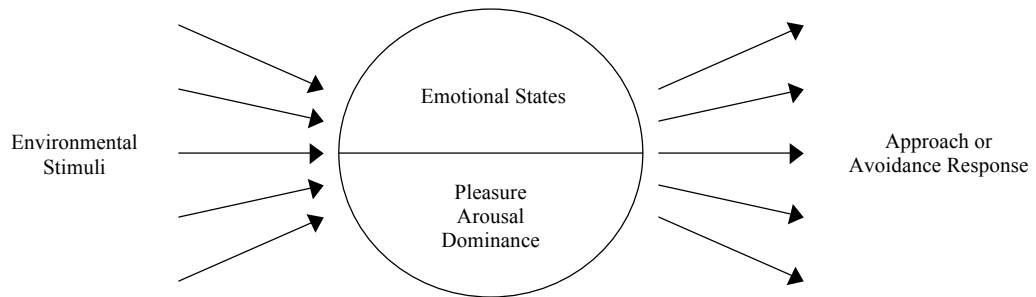 Environmental
Stimuli
Emotional States
Pleasure
Arousal
Dominance
Approach or
Avoidance Response